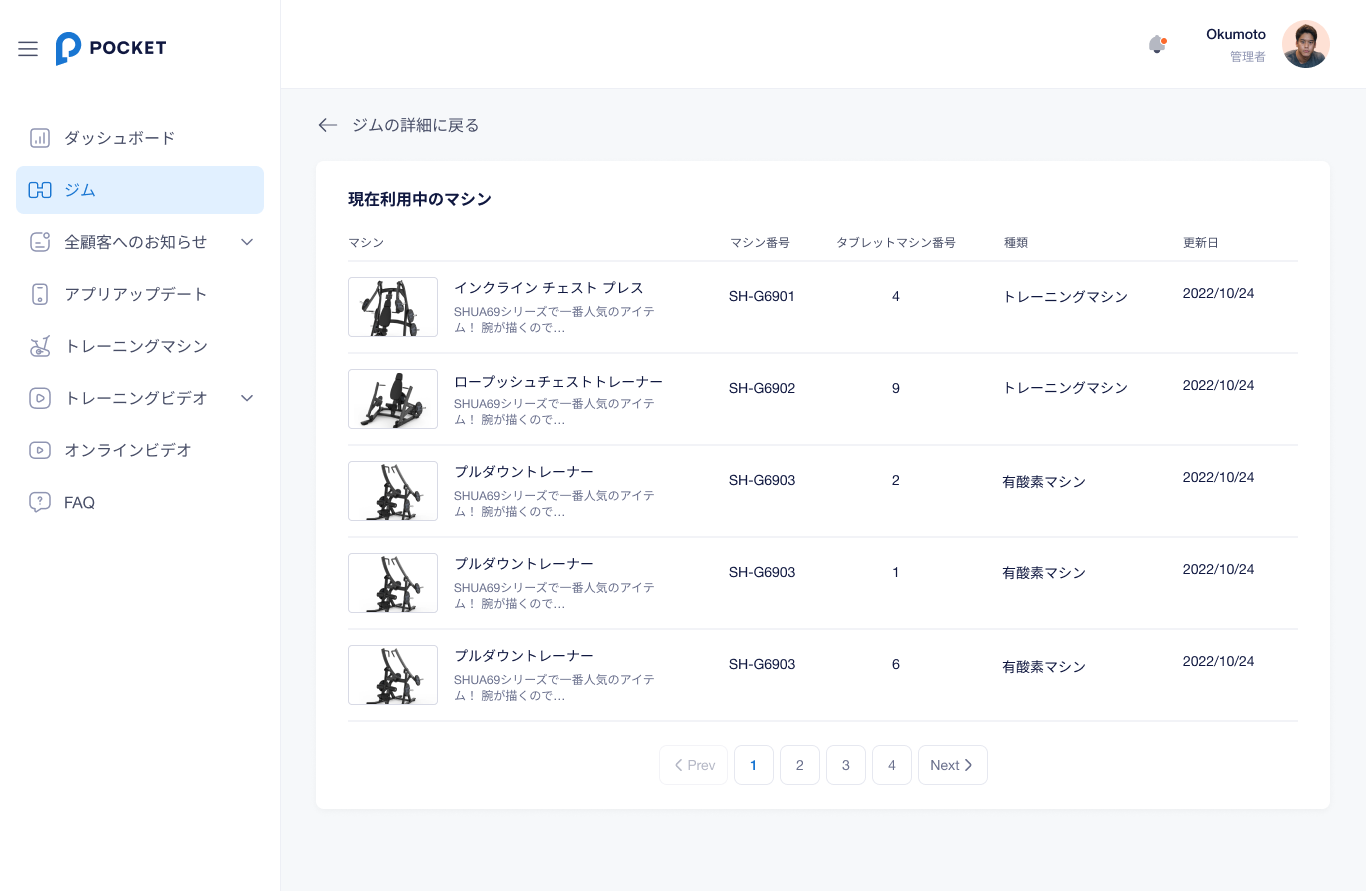 POCKET
Okumoto
管理者
ダッシュボード
ジム
全顧客へのお知らせ
アプリアップデート
トレーニングマシン
トレーニングビデオ
オンラインビデオ
FAQ
ジムの詳細に戻る
現在利用中のマシン
マシン マシン番号 タブレットマシン番号 種類 更新日
インクライン チェスト プレス SH-G6901 4 トレーニングマシン 2022/10/24
SHUA69シリーズで一番人気のアイテ
ム！ 腕が描くので…
ロープッシュチェストトレーナー SH-G6902 9 トレーニングマシン 2022/10/24
SHUA69シリーズで一番人気のアイテ
ム！ 腕が描くので…
プルダウントレーナー SH-G6903 2 有酸素マシン 2022/10/24
SHUA69シリーズで一番人気のアイテ
ム！ 腕が描くので…
プルダウントレーナー SH-G6903 1 有酸素マシン 2022/10/24
SHUA69シリーズで一番人気のアイテ
ム！ 腕が描くので…
プルダウントレーナー SH-G6903 6 有酸素マシン 2022/10/24
SHUA69シリーズで一番人気のアイテ
ム！ 腕が描くので…
Prev 1 2 3 4 Next